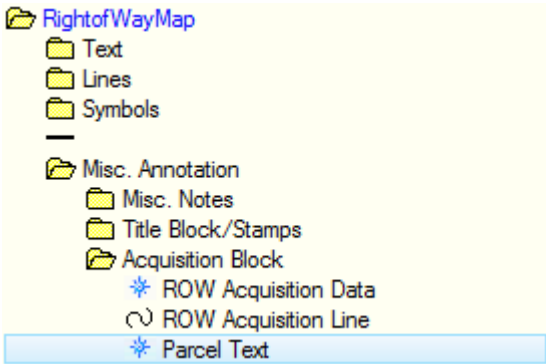 RightofWayMap
Text
Lines
Symbols
Misc. Annotation
Misc. Notes
Title Block/Stamps
Acquisition Block
ROW Acquisition Data
ROW Acquisition Line
Parcel Text